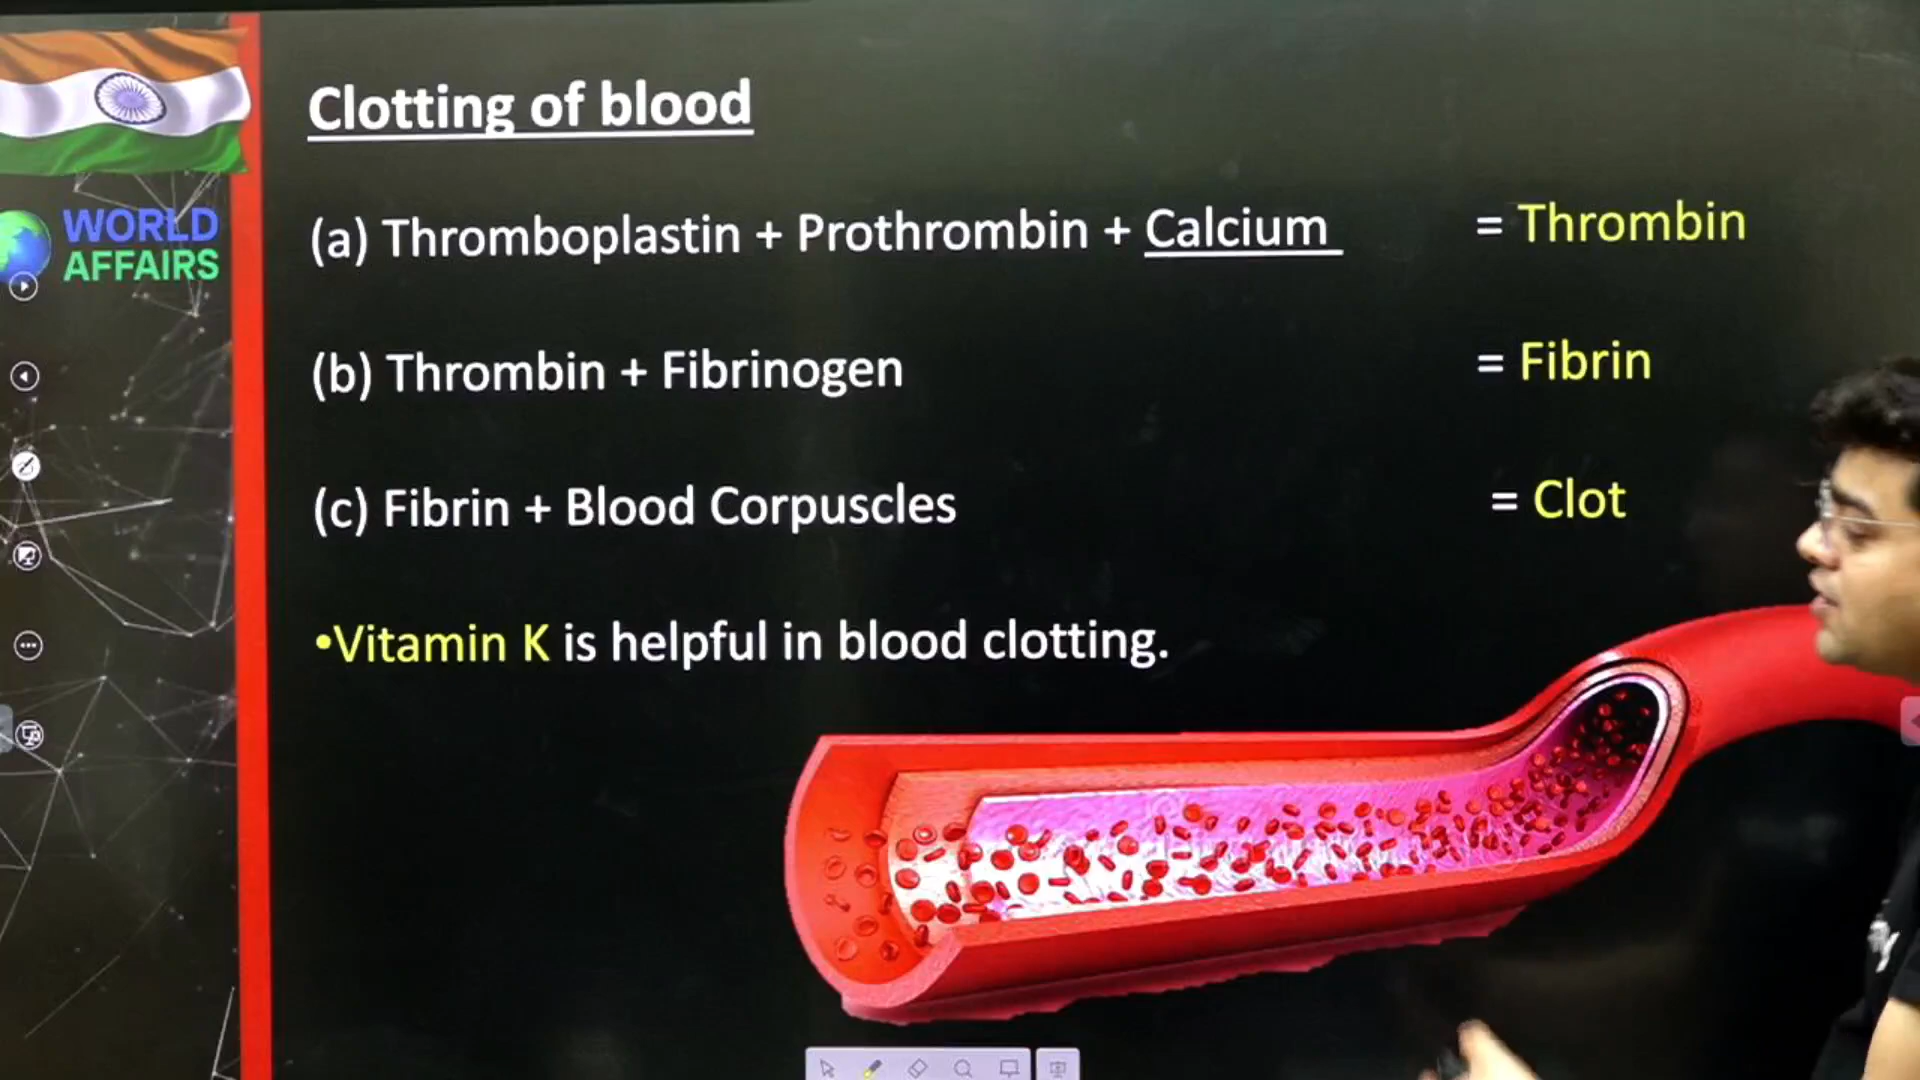 Clotting of blood
WORLD
AFFAIRS
(a) Thromboplastin + Prothrombin + Calcium = Thrombin
(b) Thrombin + Fibrinogen = Fibrin
(c) Fibrin + Blood Corpuscles = Clot
•Vitamin K is helpful in blood clotting.